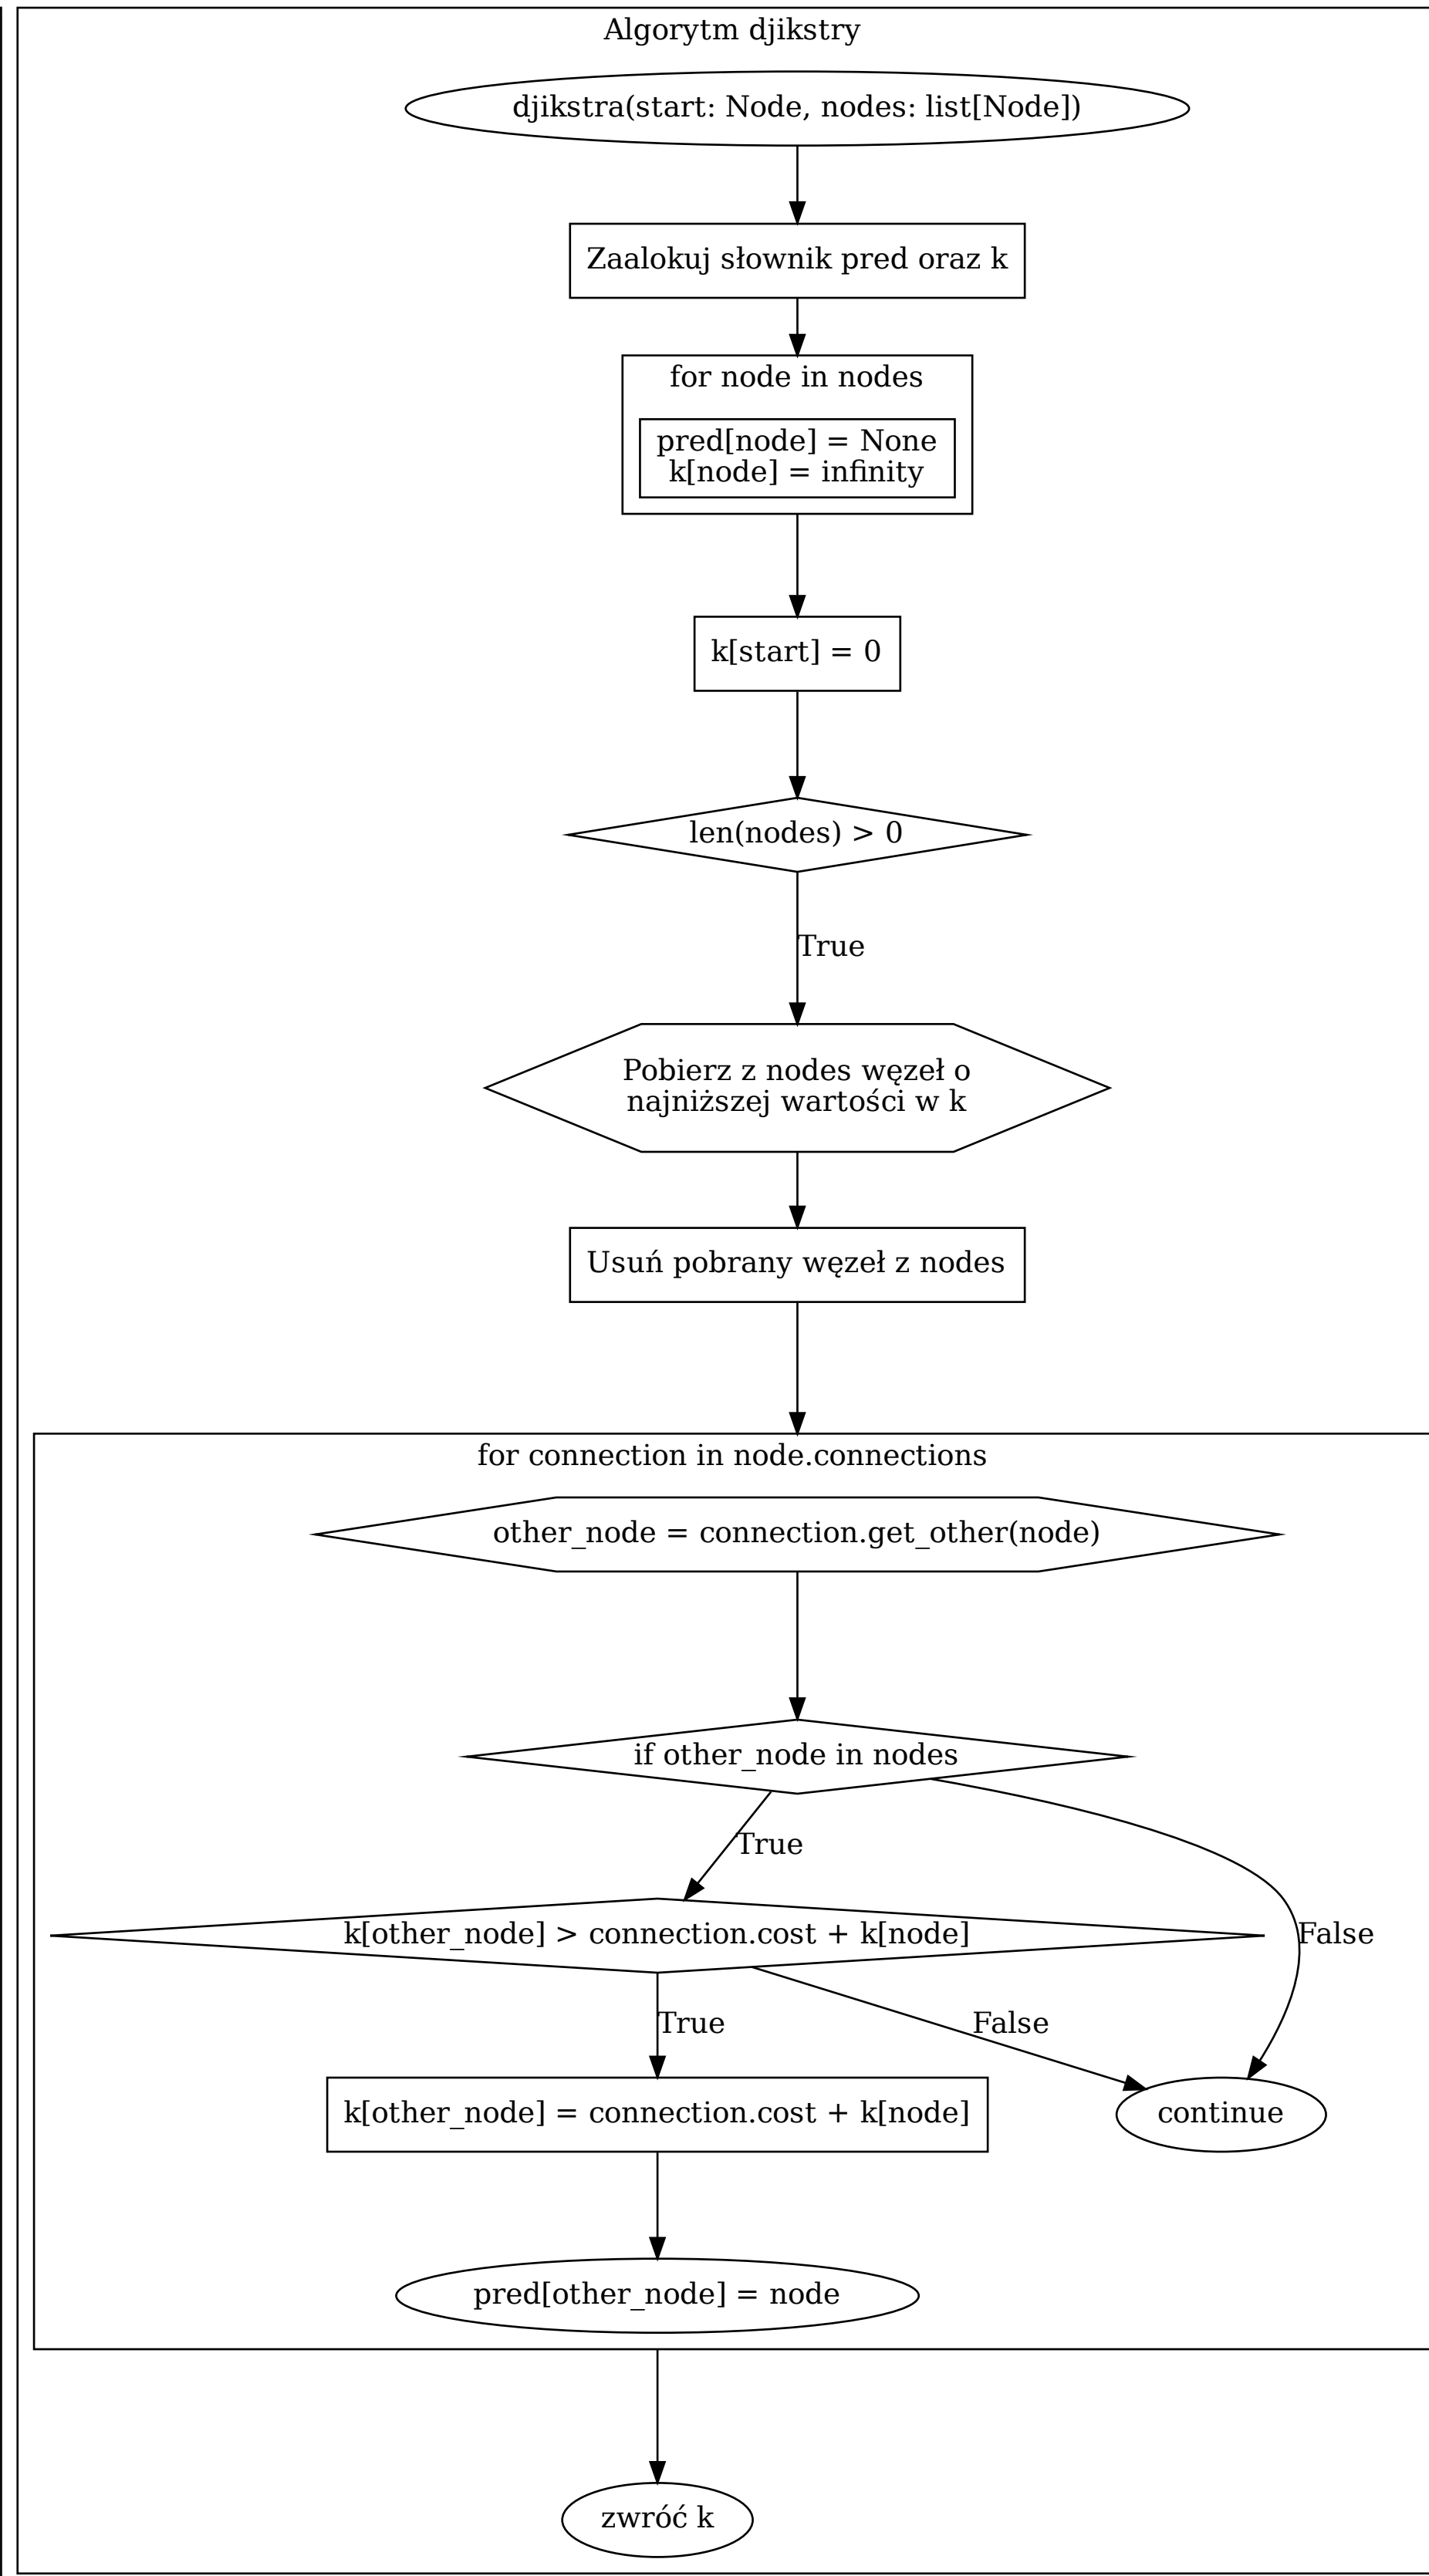 Algorytm djikstry
djikstra(start: Node, nodes: list[Node])
Zaalokuj słownik pred oraz k
for node in nodes
pred[node] = None
k[node] = infinity
k[start] = 0
len(nodes) > 0
True
Pobierz z nodes węzeł o
najniższej wartości w k
Usuń pobrany węzeł z nodes
for connection in node.connections
other_node = connection.get_other(node)
if other_node in nodes
True
k[other_node] > connection.cost + k[node]
False
True
False
k[other_node] = connection.cost + k[node]
continue
pred[other_node] = node
zwróć k